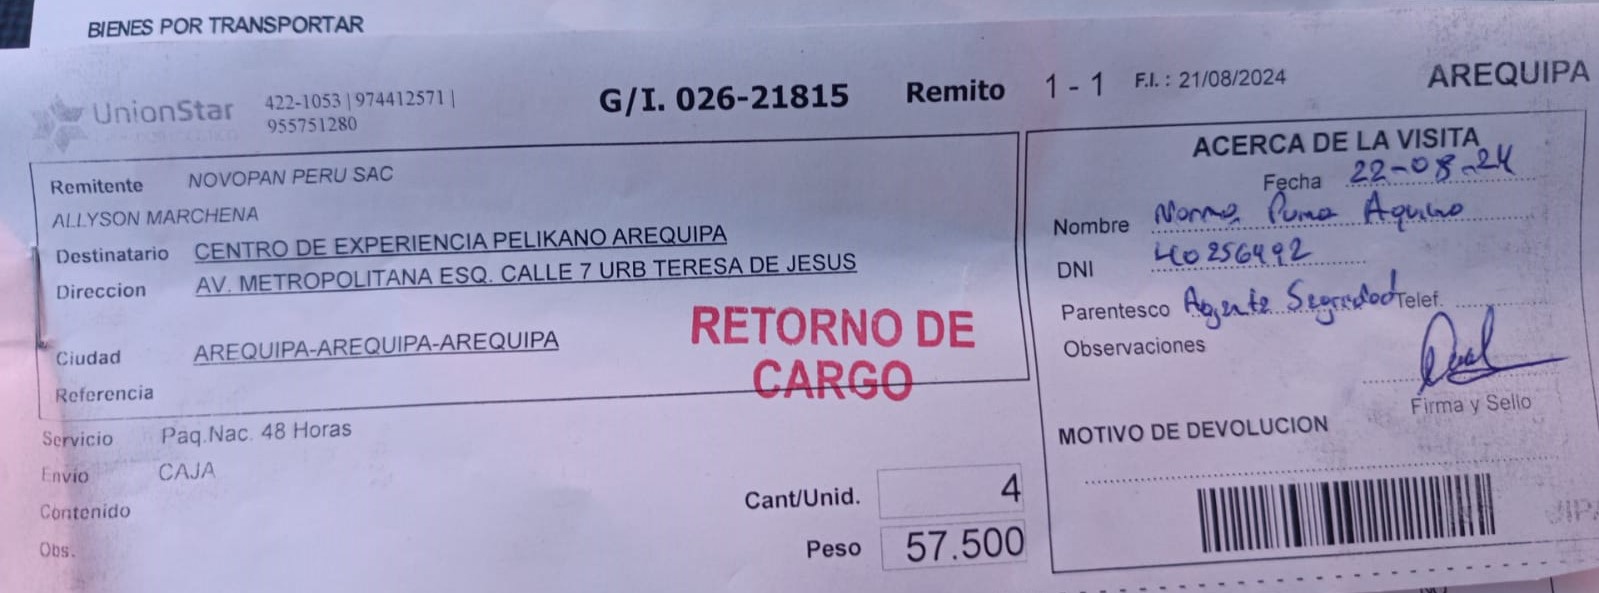 BIENES POR TRANSPORTAR
UnionStar
422-1053 | 974412571 |
955751280
G/I. 026-21815
Remito 1 - 1
F.I. : 21/08/2024
AREQUIPA
Remitente NOVOPAN PERU SAC
ALLYSON MARCHENA
Destinatario CENTRO DE EXPERIENCIA PELIKANO AREQUIPA
Direccion AV. METROPOLITANA ESQ. CALLE 7 URB TERESA DE JESUS
Ciudad AREQUIPA-AREQUIPA-AREQUIPA
Referencia
RETORNO DE
CARGO
Servicio Paq.Nac. 48 Horas
Envío CAJA
Contenido
Obs.
Cant/Unid. 4
Peso 57.500
ACERCA DE LA VISITA
Fecha 22-08-24
Nombre Norma Puma Aquino
DNI 40256492
Parentesco Agente Seguridad Telef.
Observaciones
Firma y Sello
MOTIVO DE DEVOLUCION